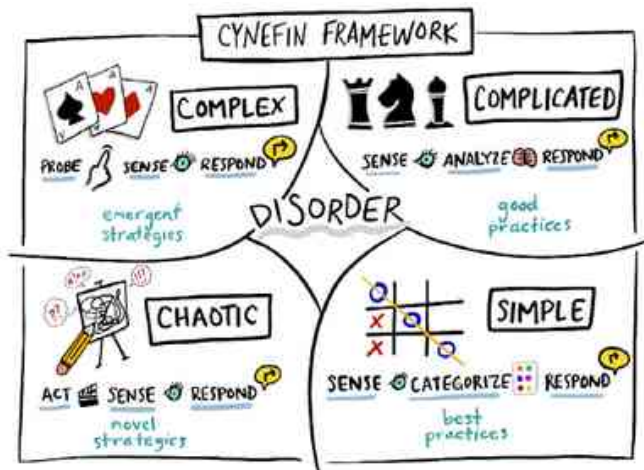 CYNEFIN FRAMEWORK
COMPLEX
PROBE SENSE RESPOND
emergent
strategies
COMPLICATED
SENSE ANALYZE RESPOND
good
practices
DISORDER
CHAOTIC
ACT SENSE RESPOND
novel
strategies
SIMPLE
SENSE CATEGORIZE RESPOND
best
practices